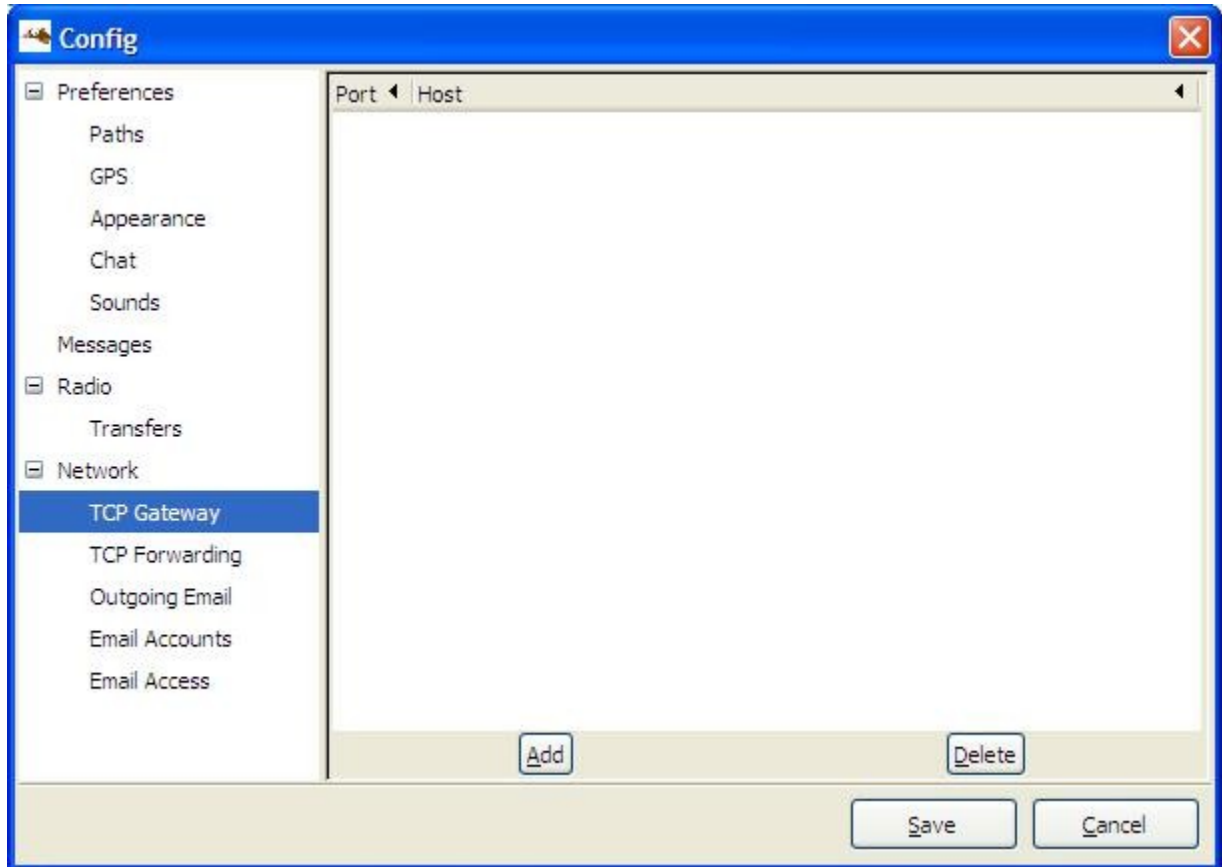 Config
Preferences
Paths
GPS
Appearance
Chat
Sounds
Messages
Radio
Transfers
Network
TCP Gateway
TCP Forwarding
Outgoing Email
Email Accounts
Email Access
Port Host
Add Delete
Save Cancel